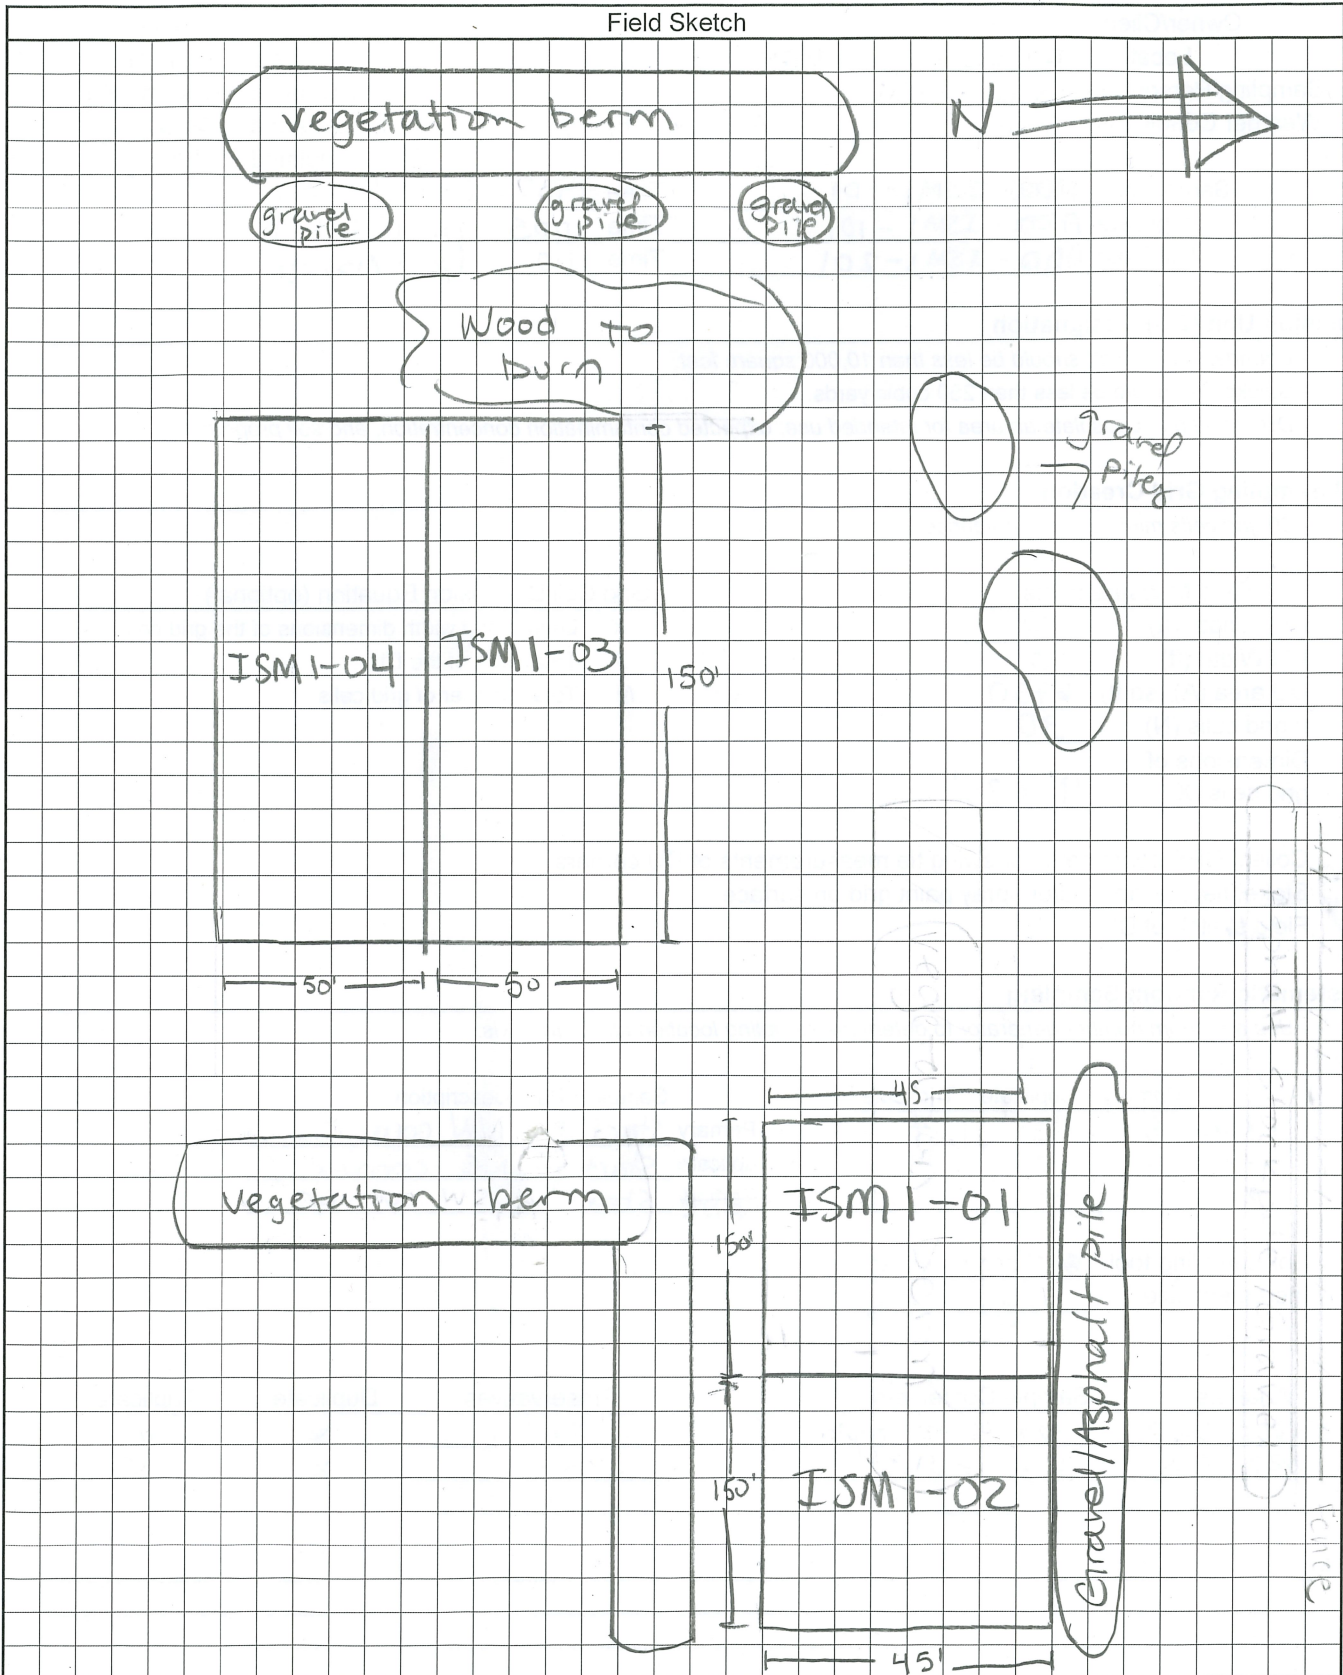 Field Sketch
vegetation berm
N
gravel
pile
gravel
pile
gravel
pile
Wood to
burn
gravel
piles
ISM1-04
ISM1-03
150'
50'
50
45
vegetation berm
ISM1-01
150'
Gravel/Asphalt pile
150'
ISM1-02
45'